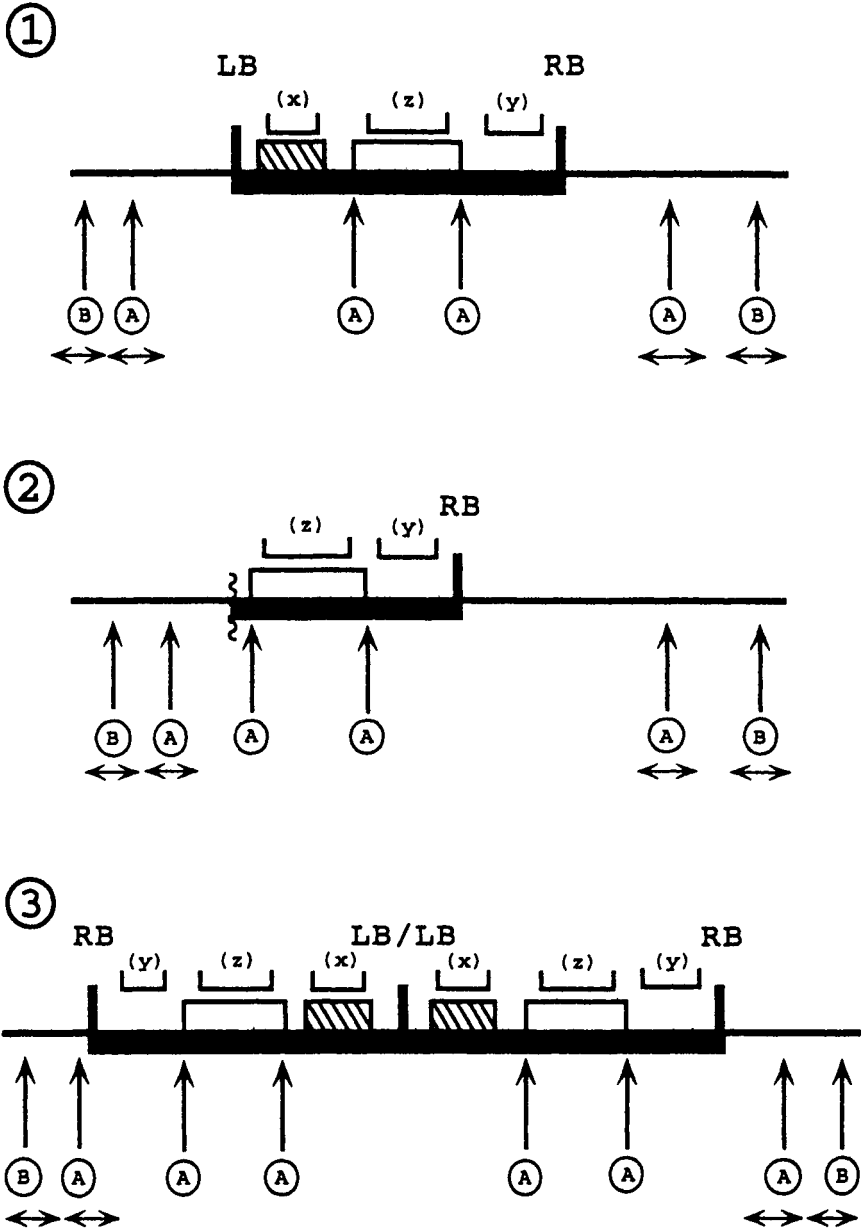 1
LB RB
(x) (z) (y)
B A A A A B
2
RB
(z) (y)
B A A A A B
3
RB LB/LB RB
(y) (z) (x) (x) (z) (y)
B A A A A A A B